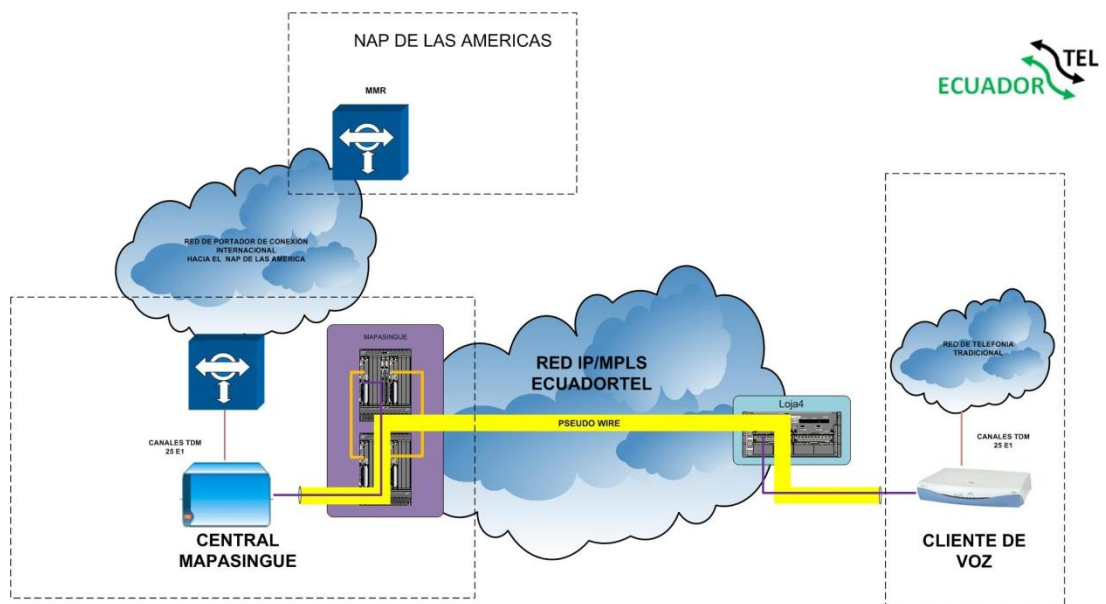 NAP DE LAS AMERICAS
MMR
TEL
ECUADOR
RED DE PORTADOR DE CONEXIÓN
INTERNACIONAL
HACIA EL NAP DE LAS AMERICA
MAPASINGUE
RED IP/MPLS
ECUADORTEL
RED DE TELEFONIA
TRADICIONAL
Loja4
PSEUDO WIRE
CANALES TDM
25 E1
CANALES TDM
25 E1
CENTRAL
MAPASINGUE
CLIENTE DE
VOZ